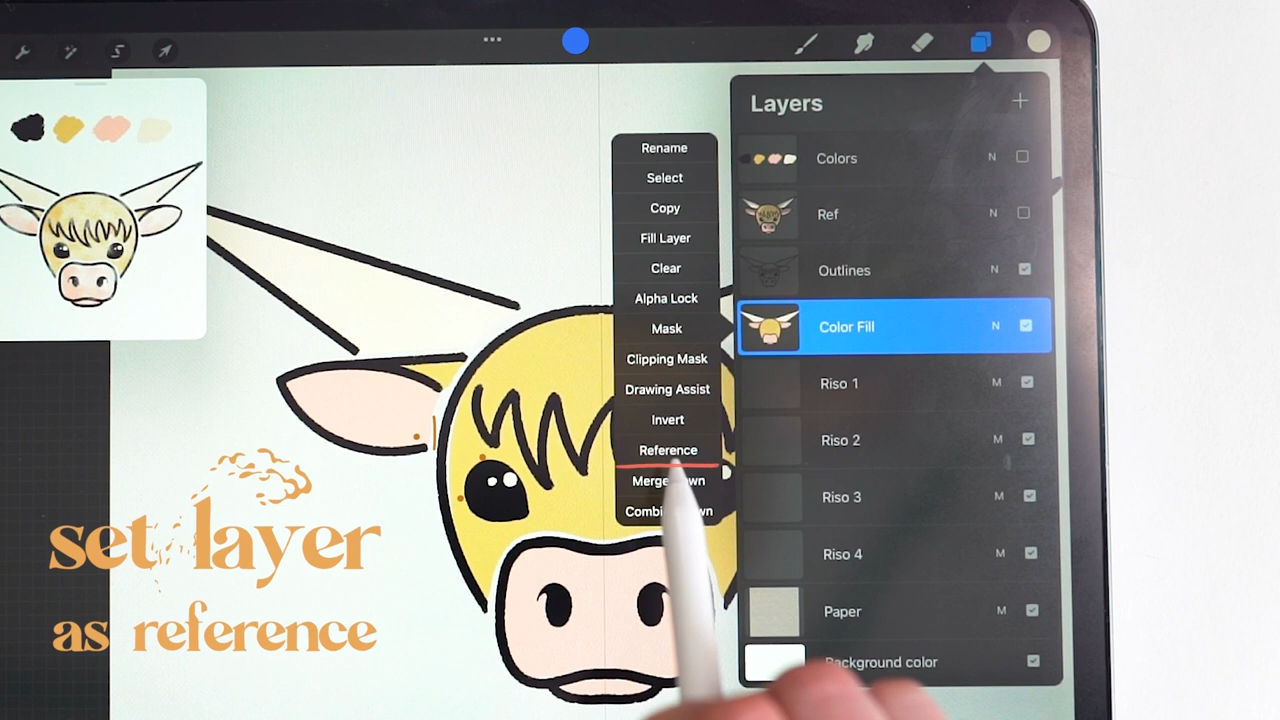 Layers
Colors N
Ref N
Outlines N
Color Fill N
Riso 1 M
Riso 2 M
Riso 3 M
Riso 4 M
Paper M
Background color
Rename
Select
Copy
Fill Layer
Clear
Alpha Lock
Mask
Clipping Mask
Drawing Assist
Invert
Reference
set layer
as reference